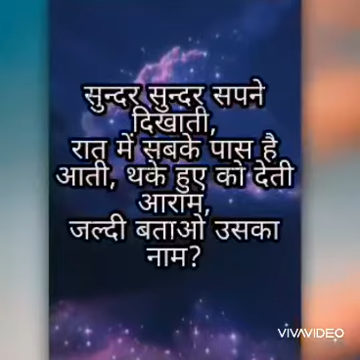 सुन्दर सुन्दर सपने
दिखाती,
रात में सबके पास है
आती, थके हुए को देती
आराम,
जल्दी बताओ उसका
नाम?
VIVAVIDEO